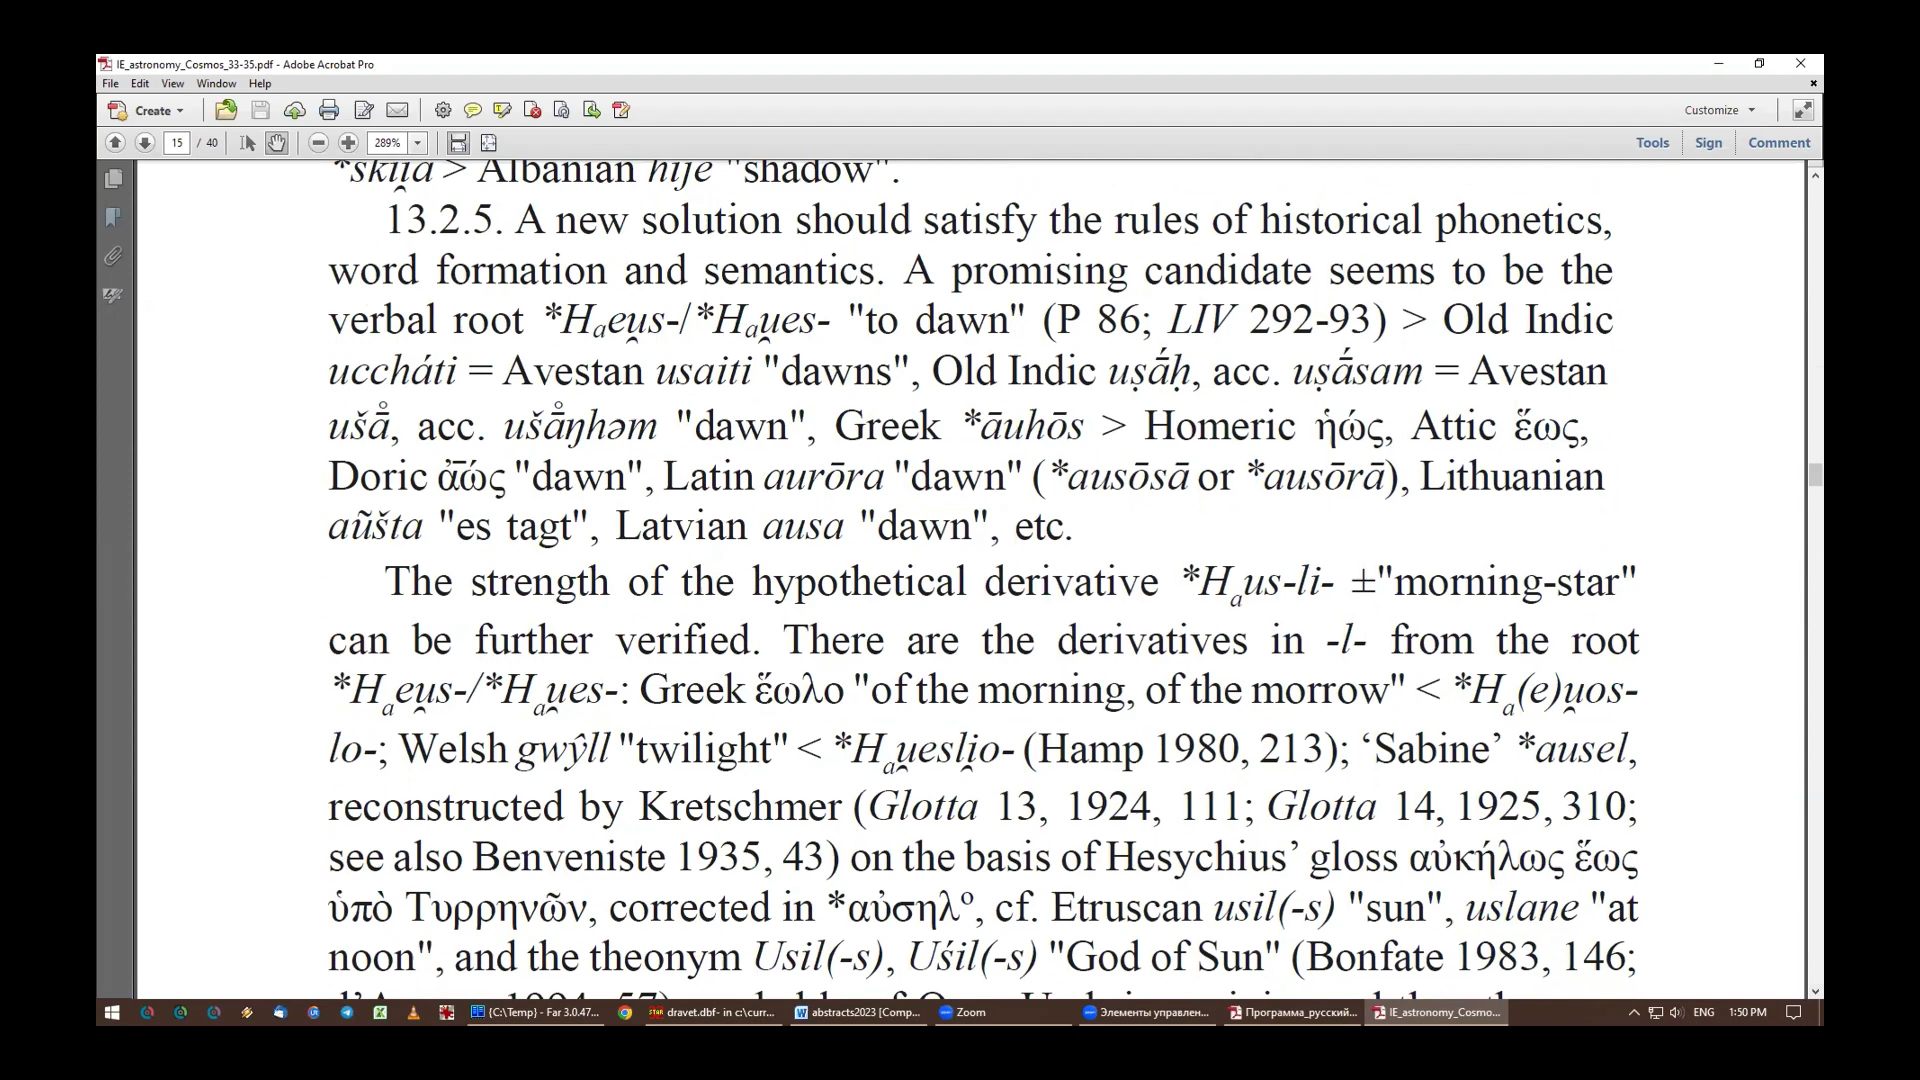 IE_astronomy_Cosmos_33-35.pdf - Adobe Acrobat Pro
File Edit View Window Help
Create Customize
15 / 40 289% Tools Sign Comment
*skii̯a > Albanian hije "shadow".
13.2.5. A new solution should satisfy the rules of historical phonetics,
word formation and semantics. A promising candidate seems to be the
verbal root *Hₐeu̯s-/*Hₐu̯es- "to dawn" (P 86; LIV 292-93) > Old Indic
uccháti = Avestan usaiti "dawns", Old Indic uṣā́ḥ, acc. uṣā́sam = Avestan
ušā̊, acc. ušā̊ŋhəm "dawn", Greek *āuhōs > Homeric ἠώς, Attic ἕως,
Doric ᾱ̓ώς "dawn", Latin aurōra "dawn" (*ausōsā or *ausōrā), Lithuanian
aũšta "es tagt", Latvian ausa "dawn", etc.
The strength of the hypothetical derivative *Hₐus-li- ±"morning-star"
can be further verified. There are the derivatives in -l- from the root
*Hₐeu̯s-/*Hₐu̯es-: Greek ἕωλο "of the morning, of the morrow" < *Hₐ(e)u̯os-
lo-; Welsh gwŷll "twilight" < *Hₐu̯esli̯o- (Hamp 1980, 213); ‘Sabine’ *ausel,
reconstructed by Kretschmer (Glotta 13, 1924, 111; Glotta 14, 1925, 310;
see also Benveniste 1935, 43) on the basis of Hesychius’ gloss αὐκήλως ἕως
ὑπὸ Τυρρηνῶν, corrected in *αὐσηλº, cf. Etruscan usil(-s) "sun", uslane "at
noon", and the theonym Usil(-s), Uśil(-s) "God of Sun" (Bonfate 1983, 146;
{C:\Temp} - Far 3.0.47... dravet.dbf- in c:\curr... abstracts2023 [Comp... Zoom Элементы управлен... Программа_русский... IE_astronomy_Cosmo... ENG 1:50 PM